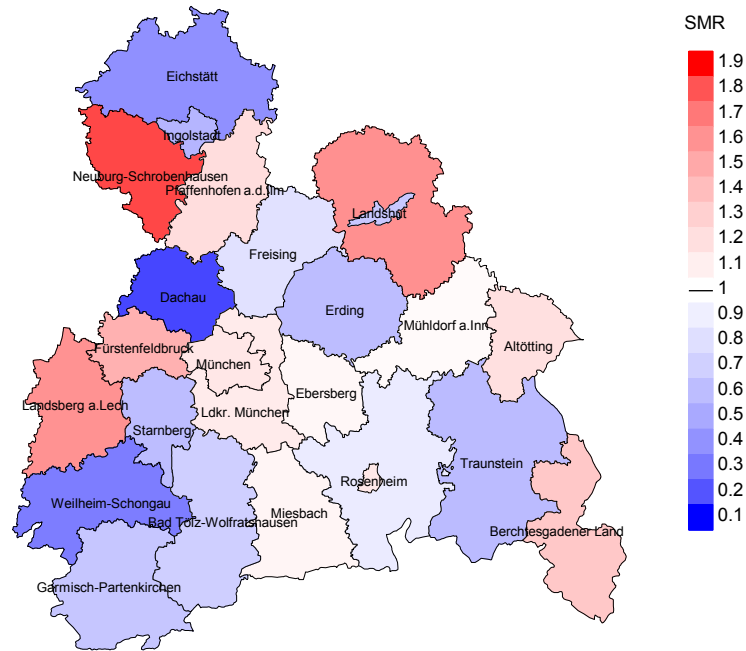 SMR
1.9
1.8
1.7
1.6
1.5
1.4
1.3
1.2
1.1
1
0.9
0.8
0.7
0.6
0.5
0.4
0.3
0.2
0.1
Eichstätt
Ingolstadt
Neuburg-Schrobenhausen
Pfaffenhofen a.d.Ilm
Landshut
Freising
Dachau
Erding
Mühldorf a.Inn
Altötting
Fürstenfeldbruck
München
Ebersberg
Landsberg a.Lech
Ldkr. München
Starnberg
Traunstein
Rosenheim
Weilheim-Schongau
Miesbach
Bad Tölz-Wolfratshausen
Berchtesgadener Land
Garmisch-Partenkirchen